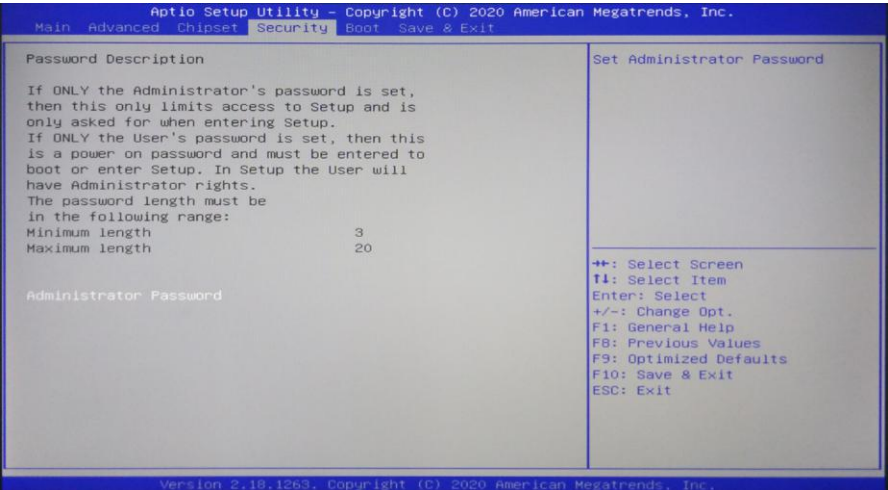 Aptio Setup Utility – Copyright (C) 2020 American Megatrends, Inc.
Main Advanced Chipset Security Boot Save & Exit
Password Description
If ONLY the Administrator's password is set,
then this only limits access to Setup and is
only asked for when entering Setup.
If ONLY the User's password is set, then this
is a power on password and must be entered to
boot or enter Setup. In Setup the User will
have Administrator rights.
The password length must be
in the following range:
Minimum length 3
Maximum length 20
Administrator Password
Set Administrator Password
→←: Select Screen
↑↓: Select Item
Enter: Select
+/-: Change Opt.
F1: General Help
F8: Previous Values
F9: Optimized Defaults
F10: Save & Exit
ESC: Exit
Version 2.18.1263. Copyright (C) 2020 American Megatrends, Inc.